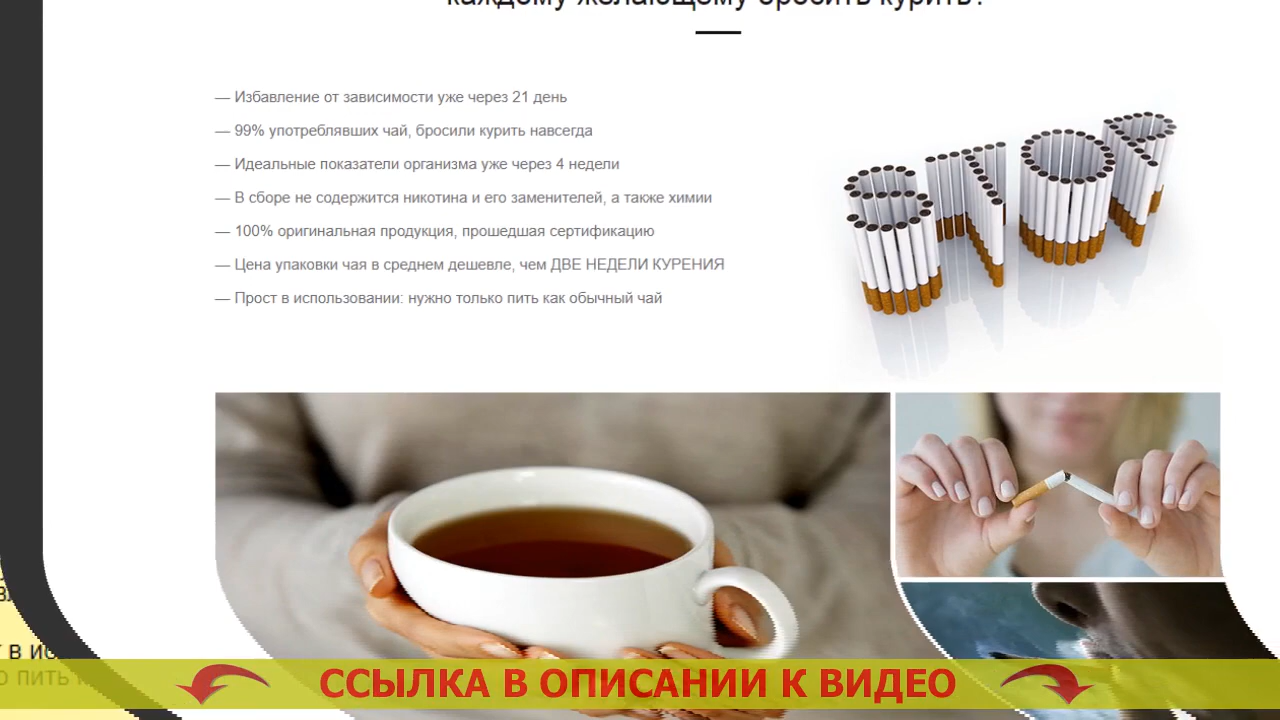 каждому желающему бросить курить?
— Избавление от зависимости уже через 21 день
— 99% употреблявших чай, бросили курить навсегда
— Идеальные показатели организма уже через 4 недели
— В сборе не содержится никотина и его заменителей, а также химии
— 100% оригинальная продукция, прошедшая сертификацию
— Цена упаковки чая в среднем дешевле, чем ДВЕ НЕДЕЛИ КУРЕНИЯ
— Прост в использовании: нужно только пить как обычный чай
STOP
в
пить
ССЫЛКА В ОПИСАНИИ К ВИДЕО